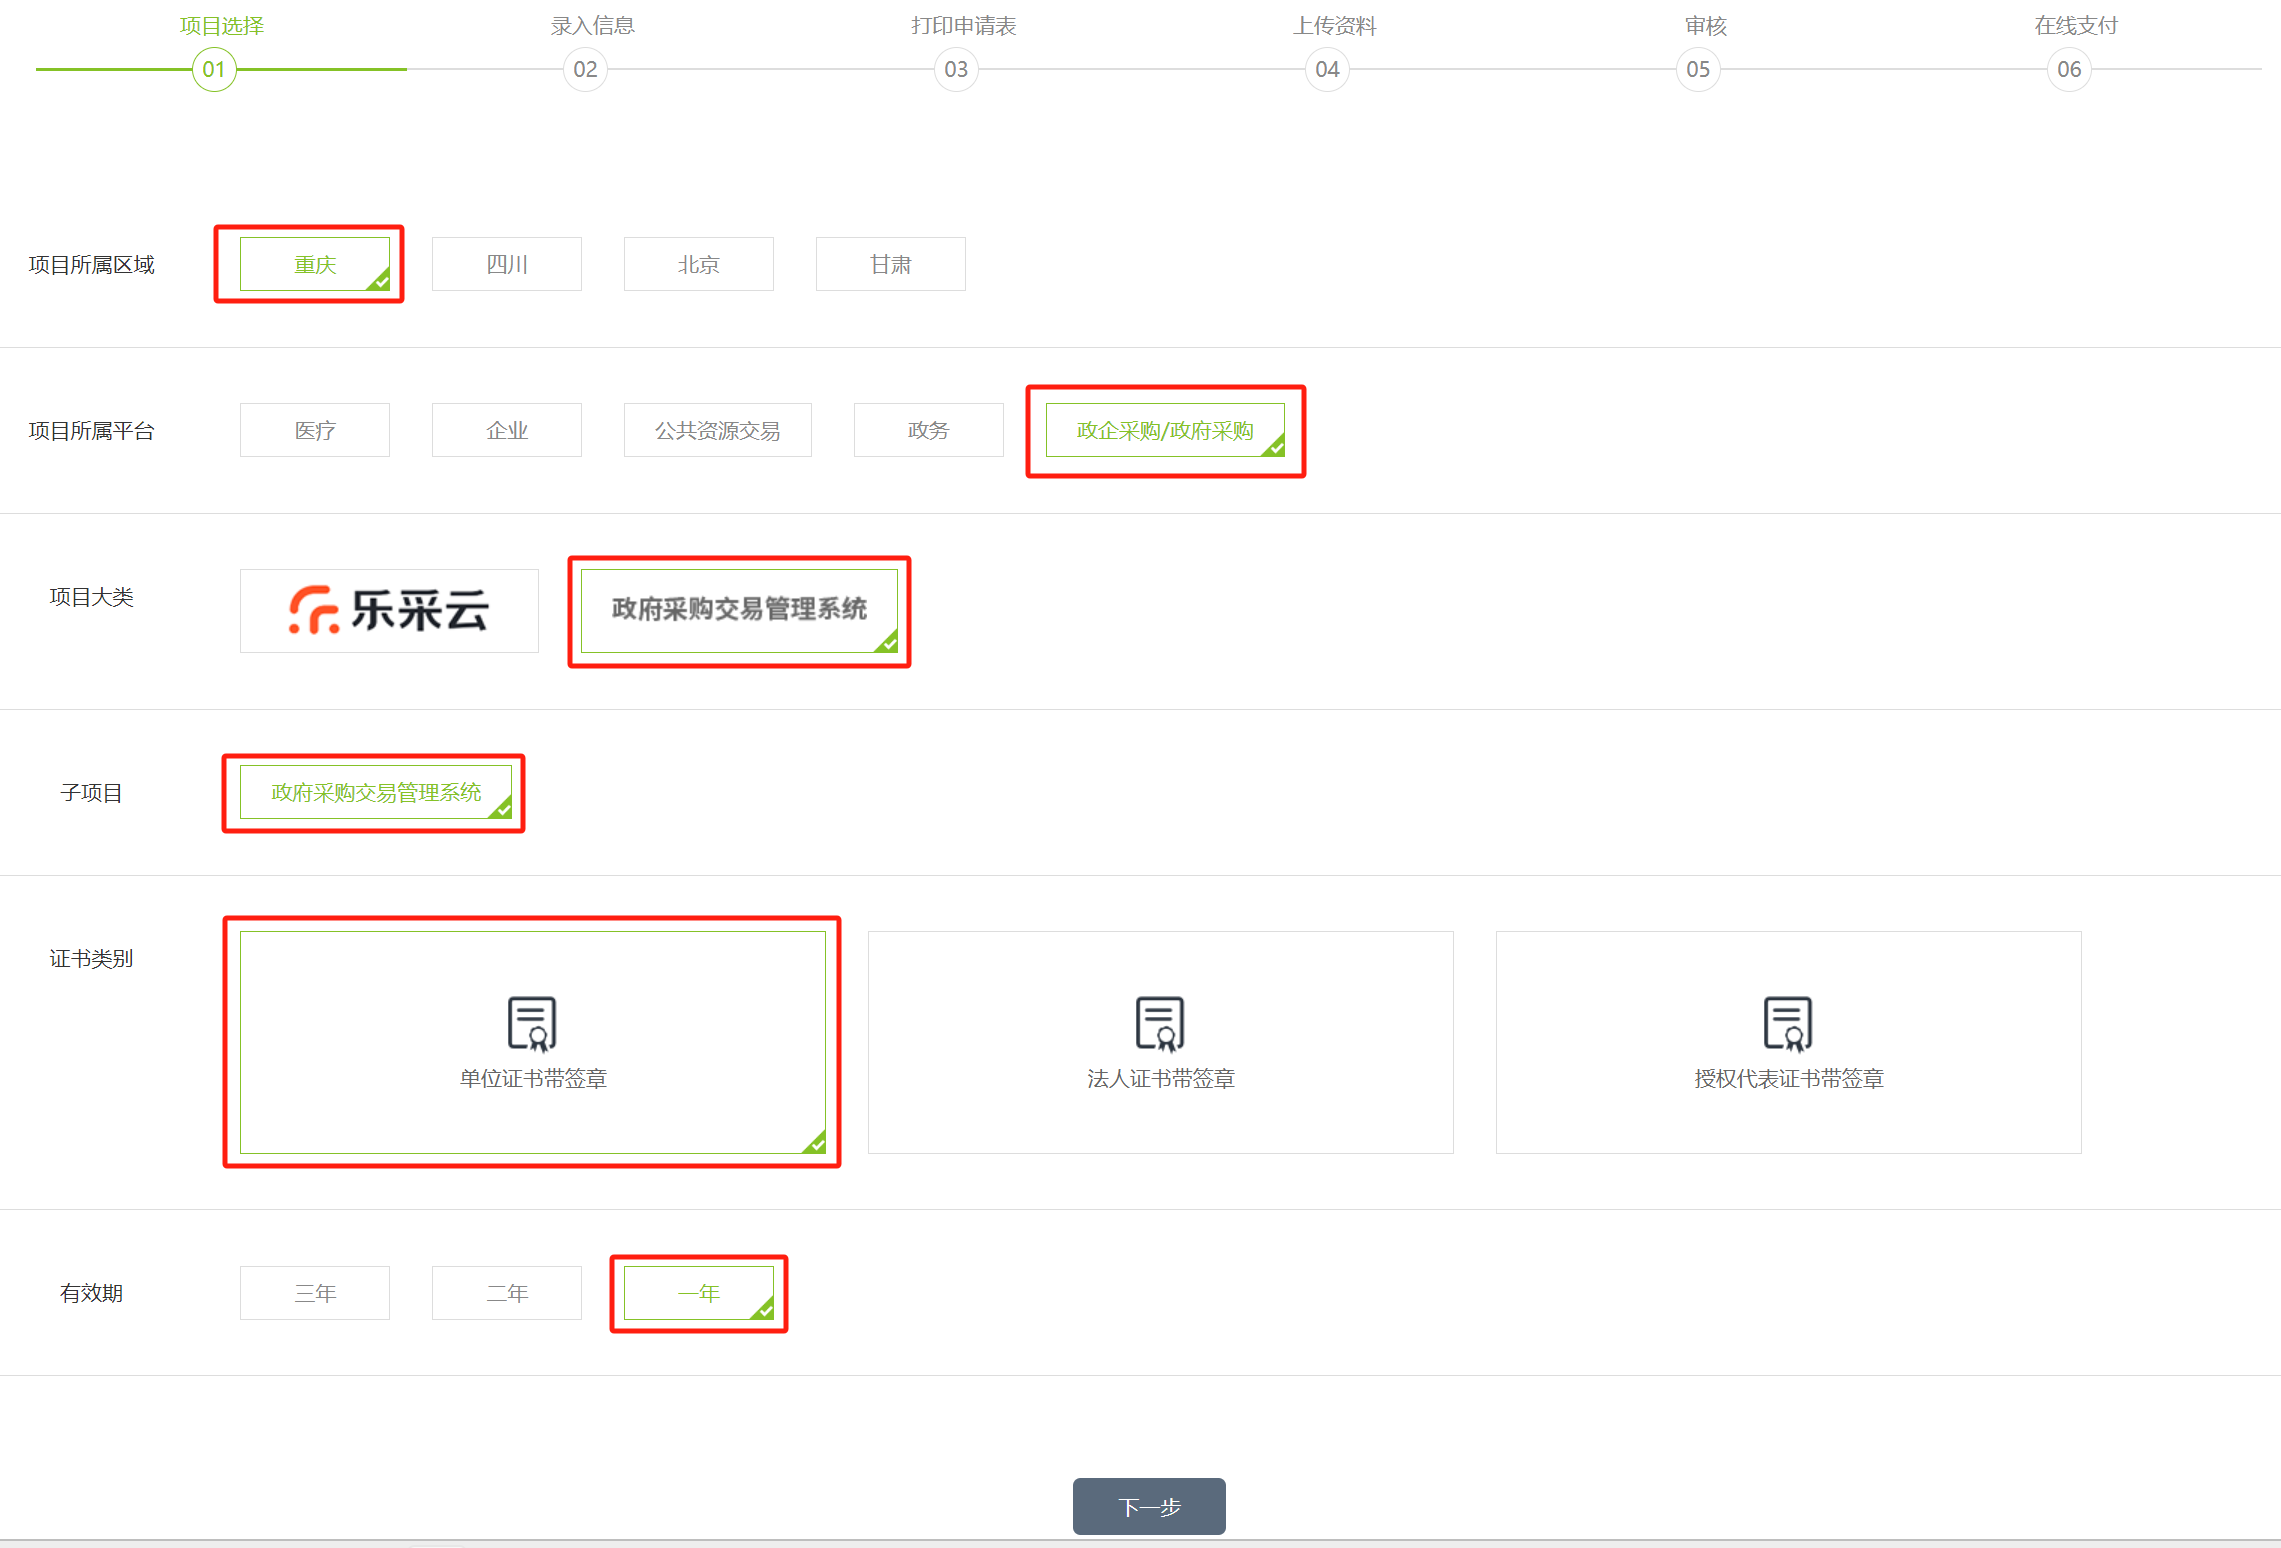 项目选择 录入信息 打印申请表 上传资料 审核 在线支付
01 02 03 04 05 06
项目所属区域 重庆 四川 北京 甘肃
项目所属平台 医疗 企业 公共资源交易 政务 政企采购/政府采购
项目大类 乐采云 政府采购交易管理系统
子项目 政府采购交易管理系统
证书类别
单位证书带签章 法人证书带签章 授权代表证书带签章
有效期 三年 二年 一年
下一步